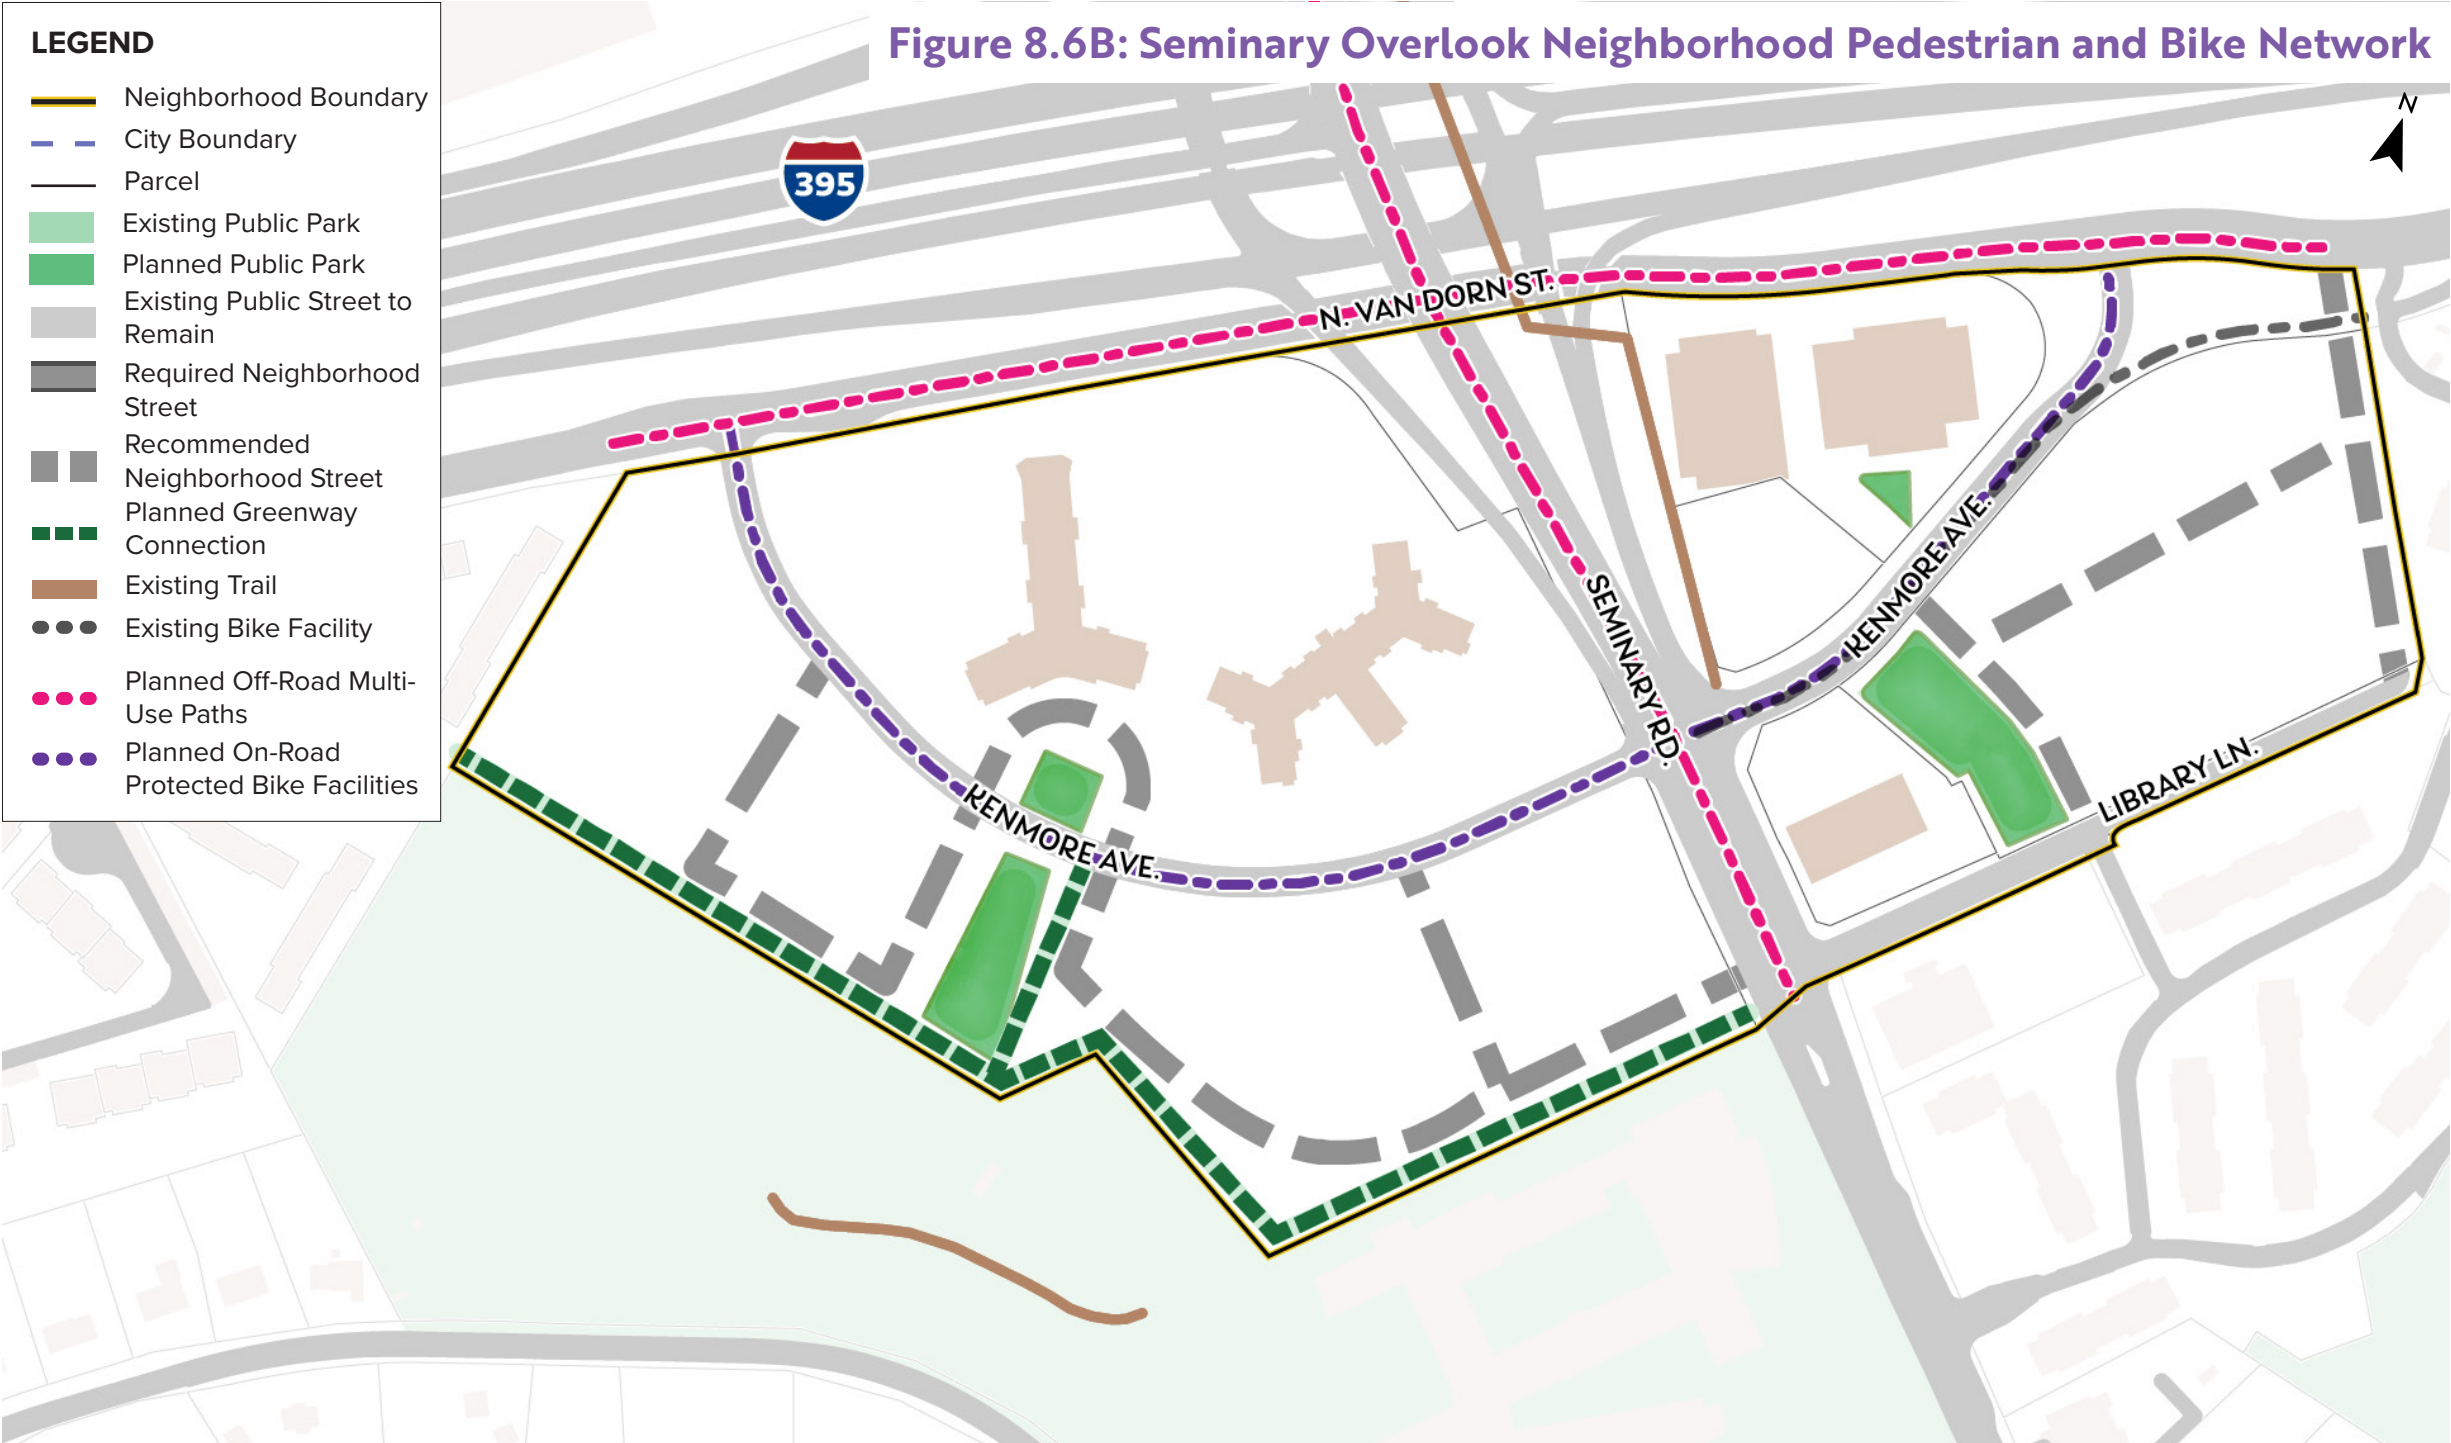 Figure 8.6B: Seminary Overlook Neighborhood Pedestrian and Bike Network
LEGEND
Neighborhood Boundary
City Boundary
Parcel
Existing Public Park
Planned Public Park
Existing Public Street to
Remain
Required Neighborhood
Street
Recommended
Neighborhood Street
Planned Greenway
Connection
Existing Trail
Existing Bike Facility
Planned Off-Road Multi-
Use Paths
Planned On-Road
Protected Bike Facilities
N
395
N. VAN DORN ST.
SEMINARY RD.
KENMORE AVE.
KENMORE AVE.
LIBRARY LN.